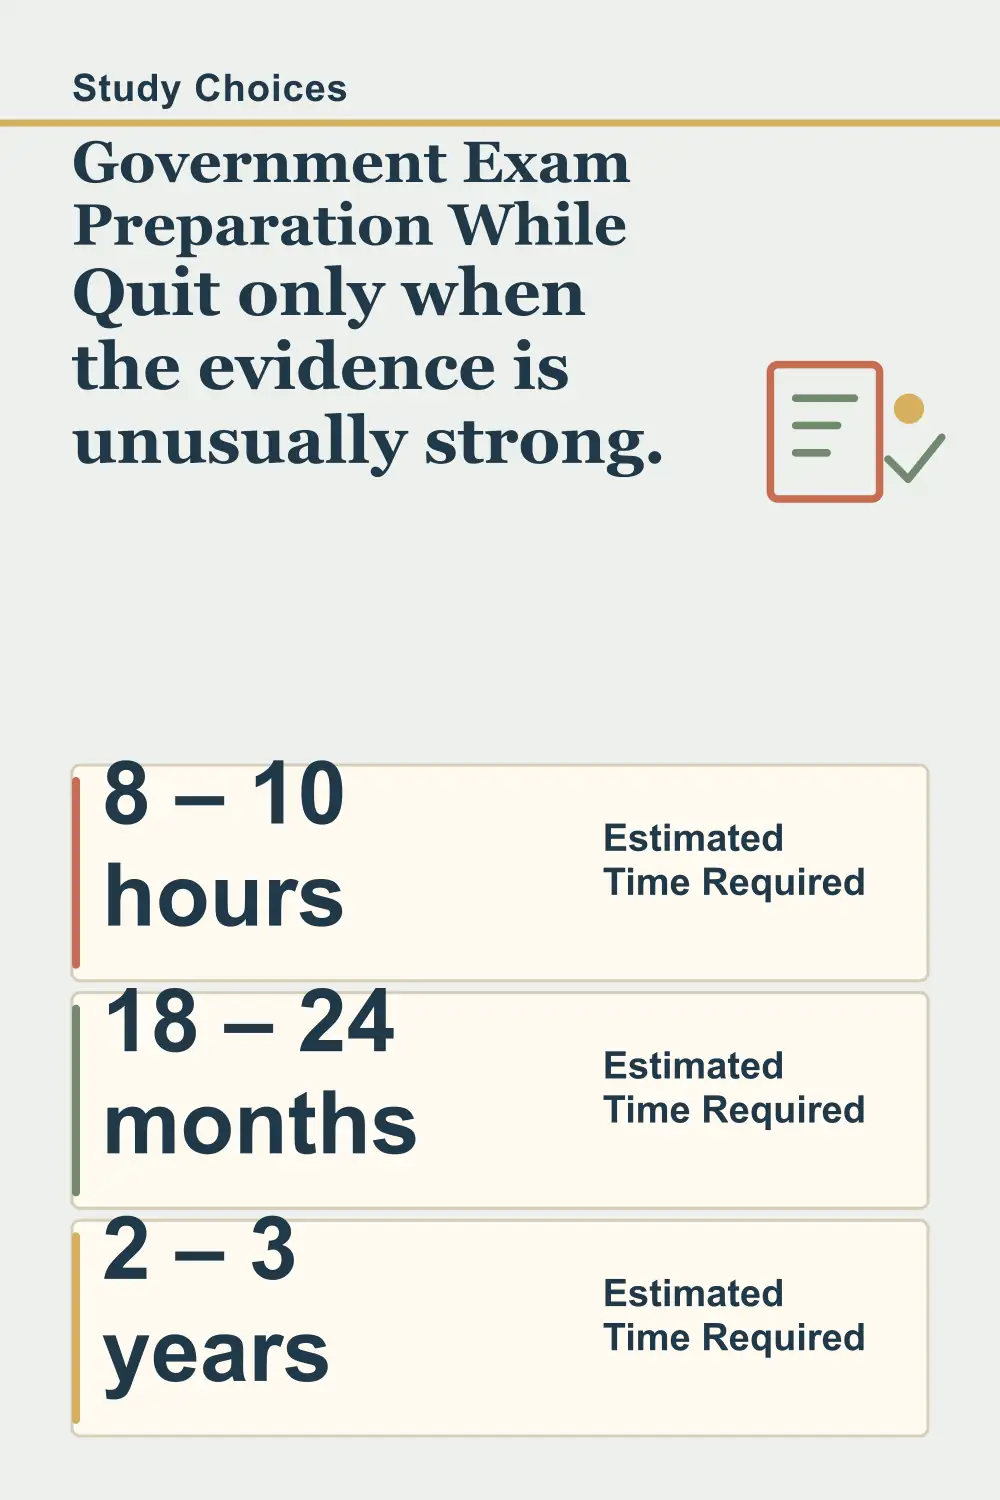 Study Choices
Government Exam
Preparation While
Quit only when
the evidence is
unusually strong.
8 – 10
hours
Estimated
Time Required
18 – 24
months
Estimated
Time Required
2 – 3
years
Estimated
Time Required